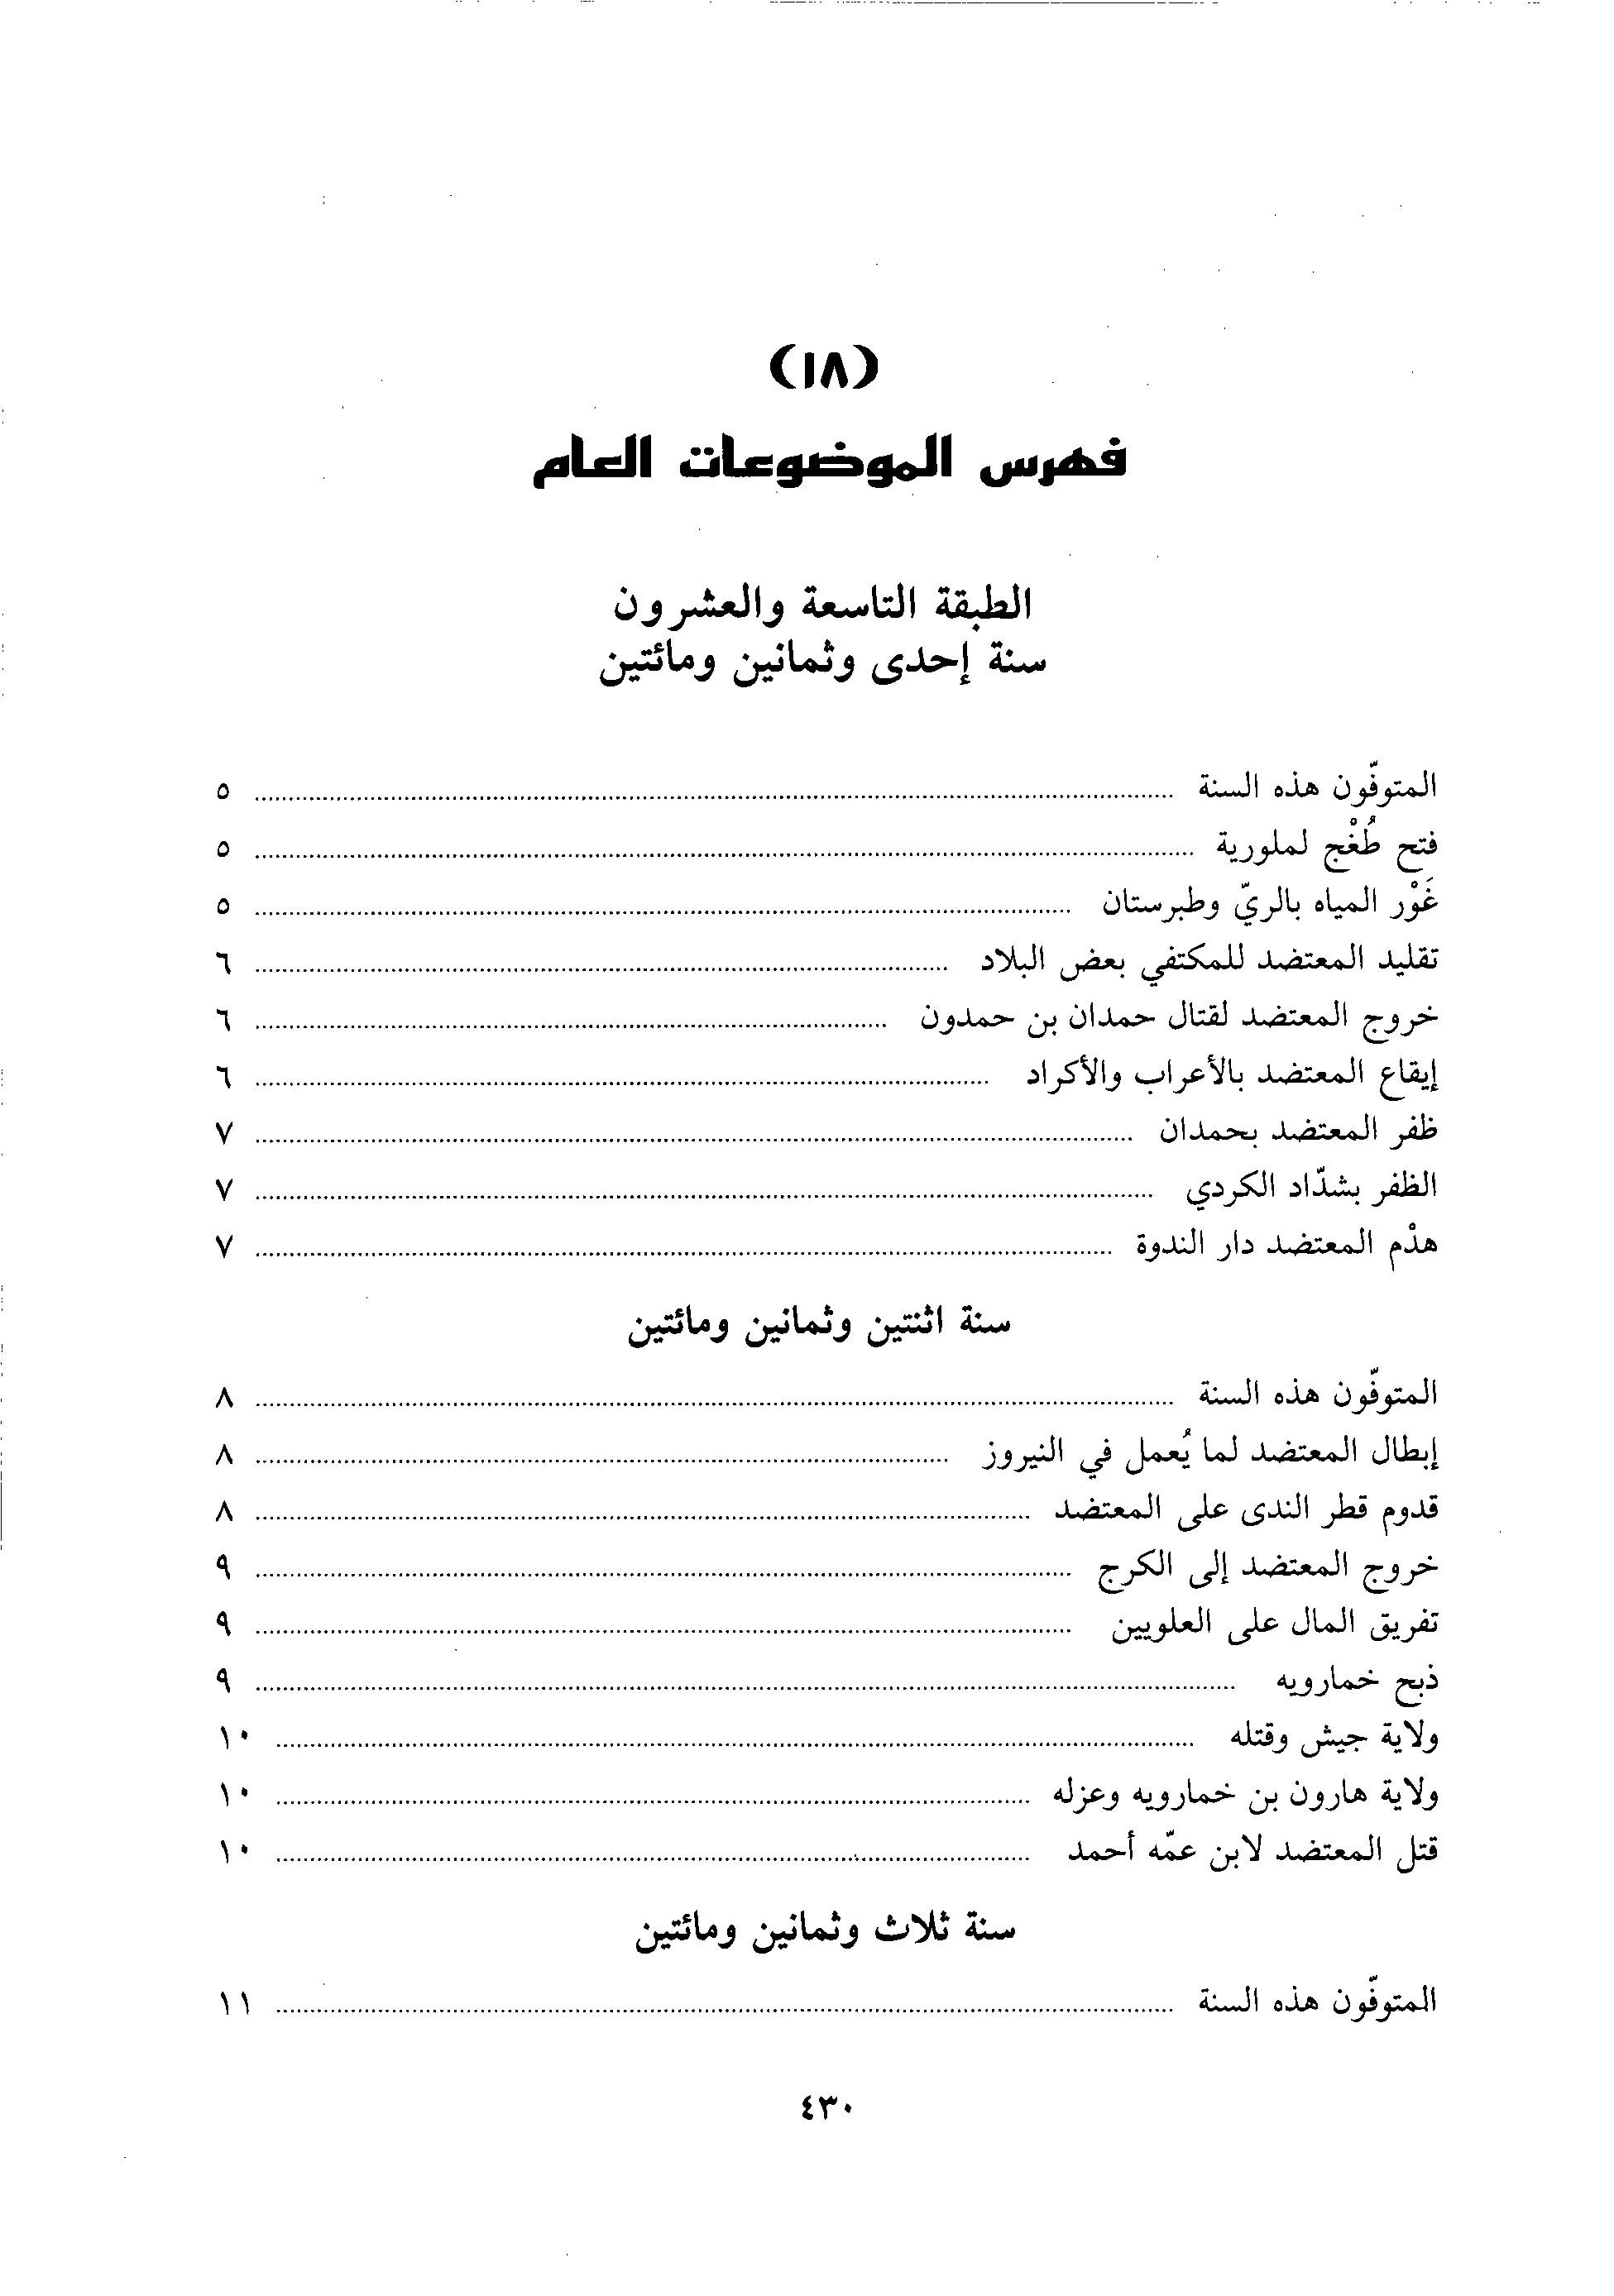 (١٨)
فهرس الموضوعات العام
الطبقة التاسعة والعشرون
سنة إحدى وثمانين ومائتين
المتوفّون هذه السنة ........ ٥
فتح طُغْج لملورية ........ ٥
غَوْر المياه بالريّ وطبرستان ........ ٥
تقليد المعتضد للمكتفي بعض البلاد ........ ٦
خروج المعتضد لقتال حمدان بن حمدون ........ ٦
إيقاع المعتضد بالأعراب والأكراد ........ ٦
ظفر المعتضد بحمدان ........ ٧
الظفر بشدّاد الكردي ........ ٧
هدْم المعتضد دار الندوة ........ ٧
سنة اثنتين وثمانين ومائتين
المتوفّون هذه السنة ........ ٨
إبطال المعتضد لما يُعمل في النيروز ........ ٨
قدوم قطر الندى على المعتضد ........ ٨
خروج المعتضد إلى الكرج ........ ٩
تفريق المال على العلويين ........ ٩
ذبح خمارويه ........ ٩
ولاية جيش وقتله ........ ١٠
ولاية هارون بن خمارويه وعزله ........ ١٠
قتل المعتضد لابن عمّه أحمد ........ ١٠
سنة ثلاث وثمانين ومائتين
المتوفّون هذه السنة ........ ١١
٤٣٠